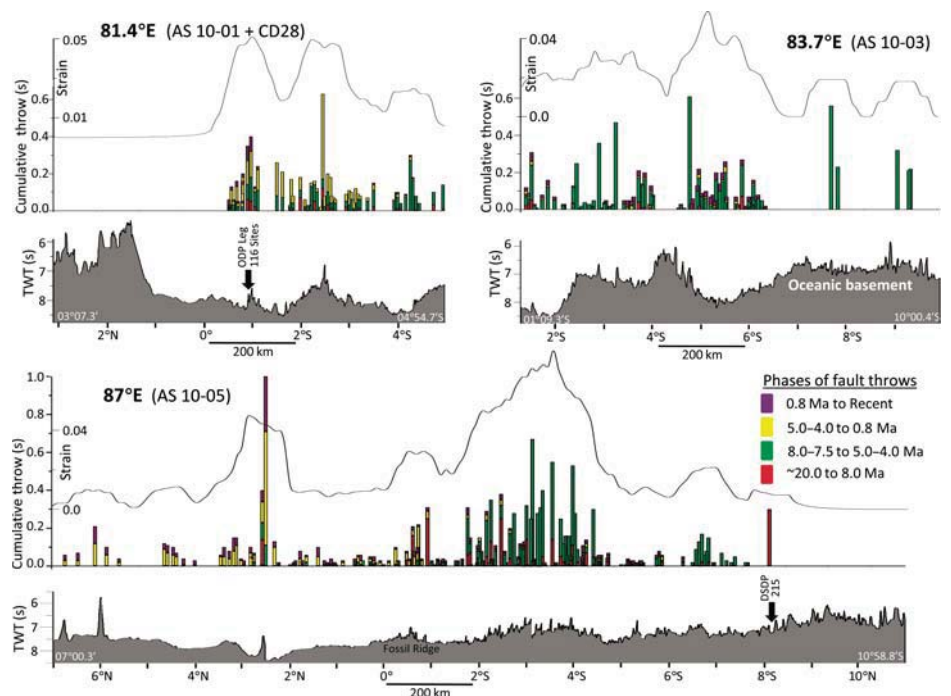 81.4°E (AS 10-01 + CD28)
0.05
Strain
0.01
Cumulative throw (s)
0.6
0.4
0.2
0.0
ODP Leg
116 Sites
TWT (s)
6
7
8
03°07.3'
04°54.7'S
2°N 0° 2°S 4°S
200 km
83.7°E (AS 10-03)
0.04
Strain
0.0
Cumulative throw (s)
0.6
0.4
0.2
0.0
TWT (s)
6
7
8
Oceanic basement
01°09.3'S
10°00.4'S
2°S 4°S 6°S 8°S
200 km
87°E (AS 10-05)
1.0
0.8
0.6
0.4
0.2
0.0
Cumulative throw (s)
0.04
Strain
0.0
Phases of fault throws
0.8 Ma to Recent
5.0–4.0 to 0.8 Ma
8.0–7.5 to 5.0–4.0 Ma
~20.0 to 8.0 Ma
DSDP
215
TWT (s)
6
7
8
Fossil Ridge
07°00.3'
10°58.8'S
6°N 4°N 2°N 0° 2°S 4°S 6°S 8°S 10°S
200 km